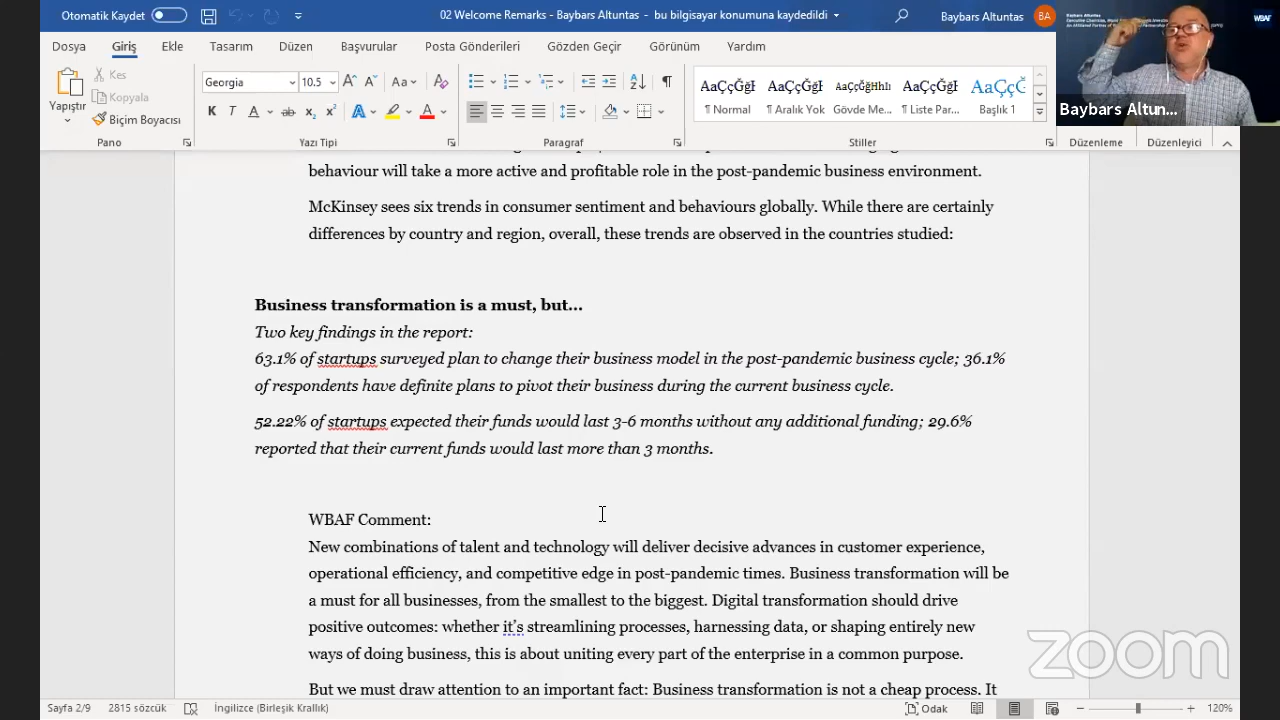 Otomatik Kaydet
02 Welcome Remarks - Baybars Altuntas - bu bilgisayar konumuna kaydedildi
Baybars Altuntas
BA
Dosya Giriş Ekle Tasarım Düzen Başvurular Posta Gönderileri Gözden Geçir Görünüm Yardım
Yapıştır
Kes
Kopyala
Biçim Boyacısı
Georgia 10.5
AaÇçĞğI AaÇçĞğI AaÇçĞğHhIı AaÇçĞğI AaÇçĞ
¶ Normal ¶ Aralık Yok Gövde Me... ¶ Liste Par... Başlık 1
Pano Yazı Tipi Paragraf Stiller Düzenleme Düzenleyici
Baybars Altuntas
WBAF
Baybars Altun...
behaviour will take a more active and profitable role in the post-pandemic business environment.
McKinsey sees six trends in consumer sentiment and behaviours globally. While there are certainly
differences by country and region, overall, these trends are observed in the countries studied:
Business transformation is a must, but...
Two key findings in the report:
63.1% of startups surveyed plan to change their business model in the post-pandemic business cycle; 36.1%
of respondents have definite plans to pivot their business during the current business cycle.
52.22% of startups expected their funds would last 3-6 months without any additional funding; 29.6%
reported that their current funds would last more than 3 months.
WBAF Comment:
New combinations of talent and technology will deliver decisive advances in customer experience,
operational efficiency, and competitive edge in post-pandemic times. Business transformation will be
a must for all businesses, from the smallest to the biggest. Digital transformation should drive
positive outcomes: whether it's streamlining processes, harnessing data, or shaping entirely new
ways of doing business, this is about uniting every part of the enterprise in a common purpose.
But we must draw attention to an important fact: Business transformation is not a cheap process. It
zoom
Sayfa 2/9 2815 sözcük İngilizce (Birleşik Krallık) Odak 120%